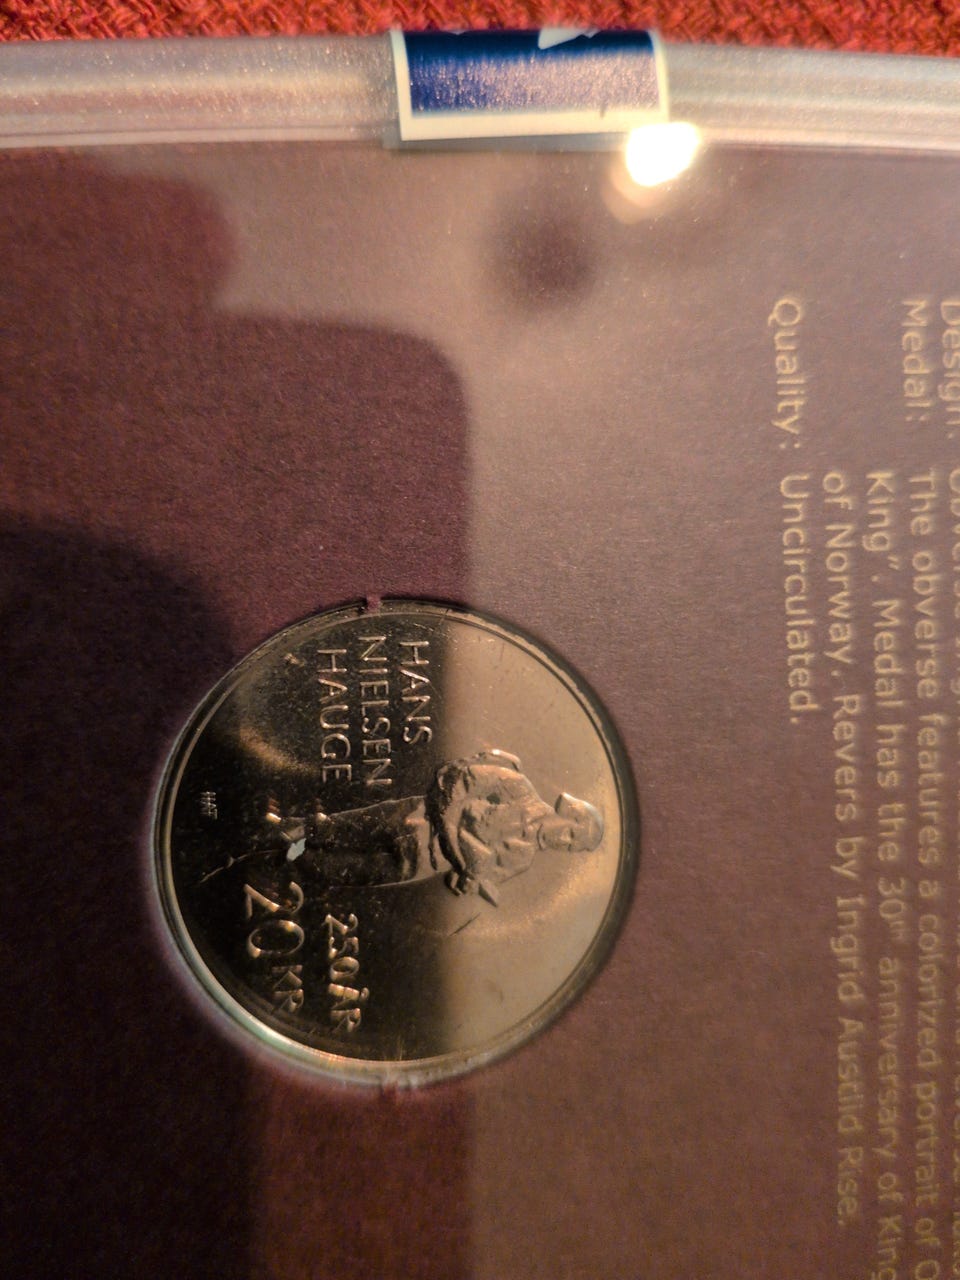 Design:
Medal: The obverse features a colorized portrait of
King". Medal has the 30th anniversary of King
of Norway. Revers by Ingrid Austlid Rise.
Quality: Uncirculated.
HANS
NIELSEN
HAUGE
250 ÅR
20 KR